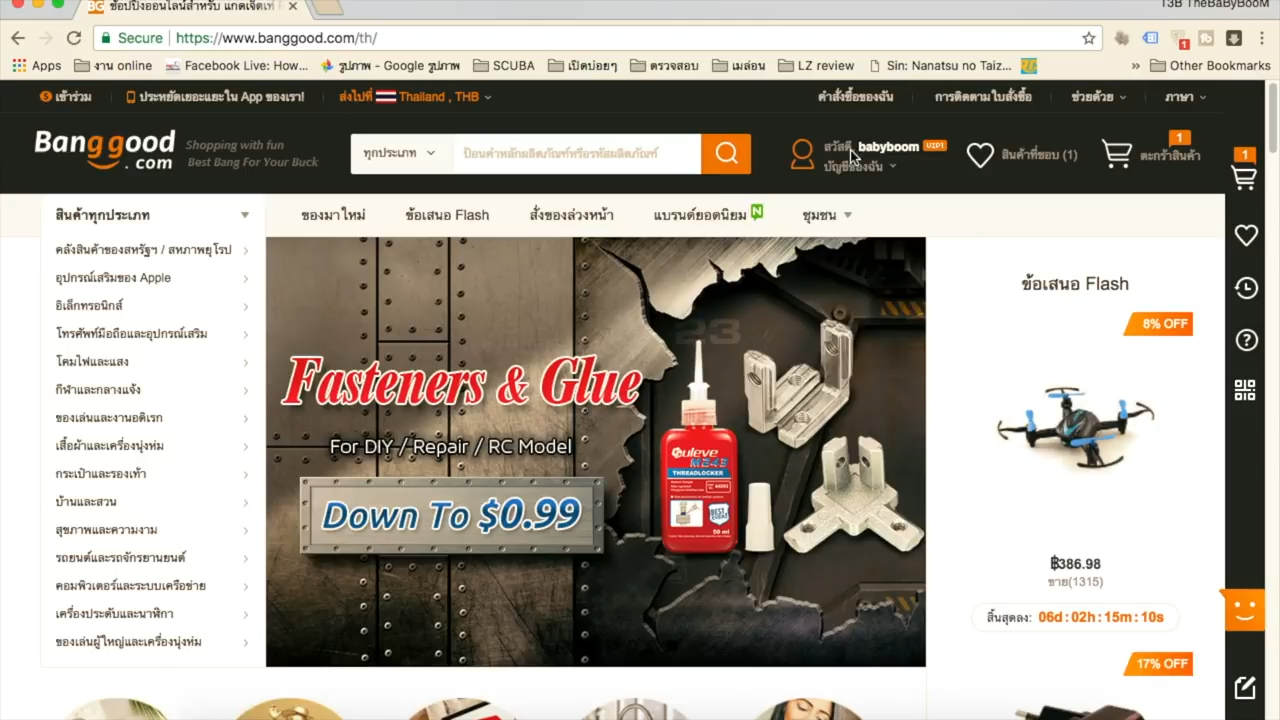 ช้อปปิ้งออนไลน์สำหรับ แกดเจ็ตเท่
T3B TheBaByBooM
Secure https://www.banggood.com/th/
Apps งาน online Facebook Live: How... รูปภาพ - Google รูปภาพ SCUBA เปิดบ่อยๆ ตรวจสอบ เมล่อน LZ review Sin: Nanatsu no Taiz... » Other Bookmarks
เข้าร่วม ประหยัดเยอะแยะใน App ของเรา! ส่งไปที่ Thailand , THB คำสั่งซื้อของฉัน การติดตามใบสั่งซื้อ ช่วยด้วย ภาษา
Banggood.com Shopping with fun
Best Bang For Your Buck
ทุกประเภท ป้อนคำหลักผลิตภัณฑ์หรือรหัสผลิตภัณฑ์
สวัสดี, babyboom VIP1
บัญชีของฉัน
สินค้าที่ชอบ (1)
1
ตะกร้าสินค้า
1
สินค้าทุกประเภท ของมาใหม่ ข้อเสนอ Flash สั่งของล่วงหน้า แบรนด์ยอดนิยม N ชุมชน
คลังสินค้าของสหรัฐฯ / สหภาพยุโรป
อุปกรณ์เสริมของ Apple
อิเล็กทรอนิกส์
โทรศัพท์มือถือและอุปกรณ์เสริม
โคมไฟและแสง
กีฬาและกลางแจ้ง
ของเล่นและงานอดิเรก
เสื้อผ้าและเครื่องนุ่งห่ม
กระเป๋าและรองเท้า
บ้านและสวน
สุขภาพและความงาม
รถยนต์และรถจักรยานยนต์
คอมพิวเตอร์และระบบเครือข่าย
เครื่องประดับและนาฬิกา
ของเล่นผู้ใหญ่และเครื่องนุ่งห่ม
23
Fasteners & Glue
For DIY / Repair / RC Model
Down To $0.99
Quleve
M243
THREADLOCKER
50 ml
ข้อเสนอ Flash
8% OFF
฿386.98
ขาย(1315)
สิ้นสุดลง: 06d : 02h : 15m : 10s
17% OFF